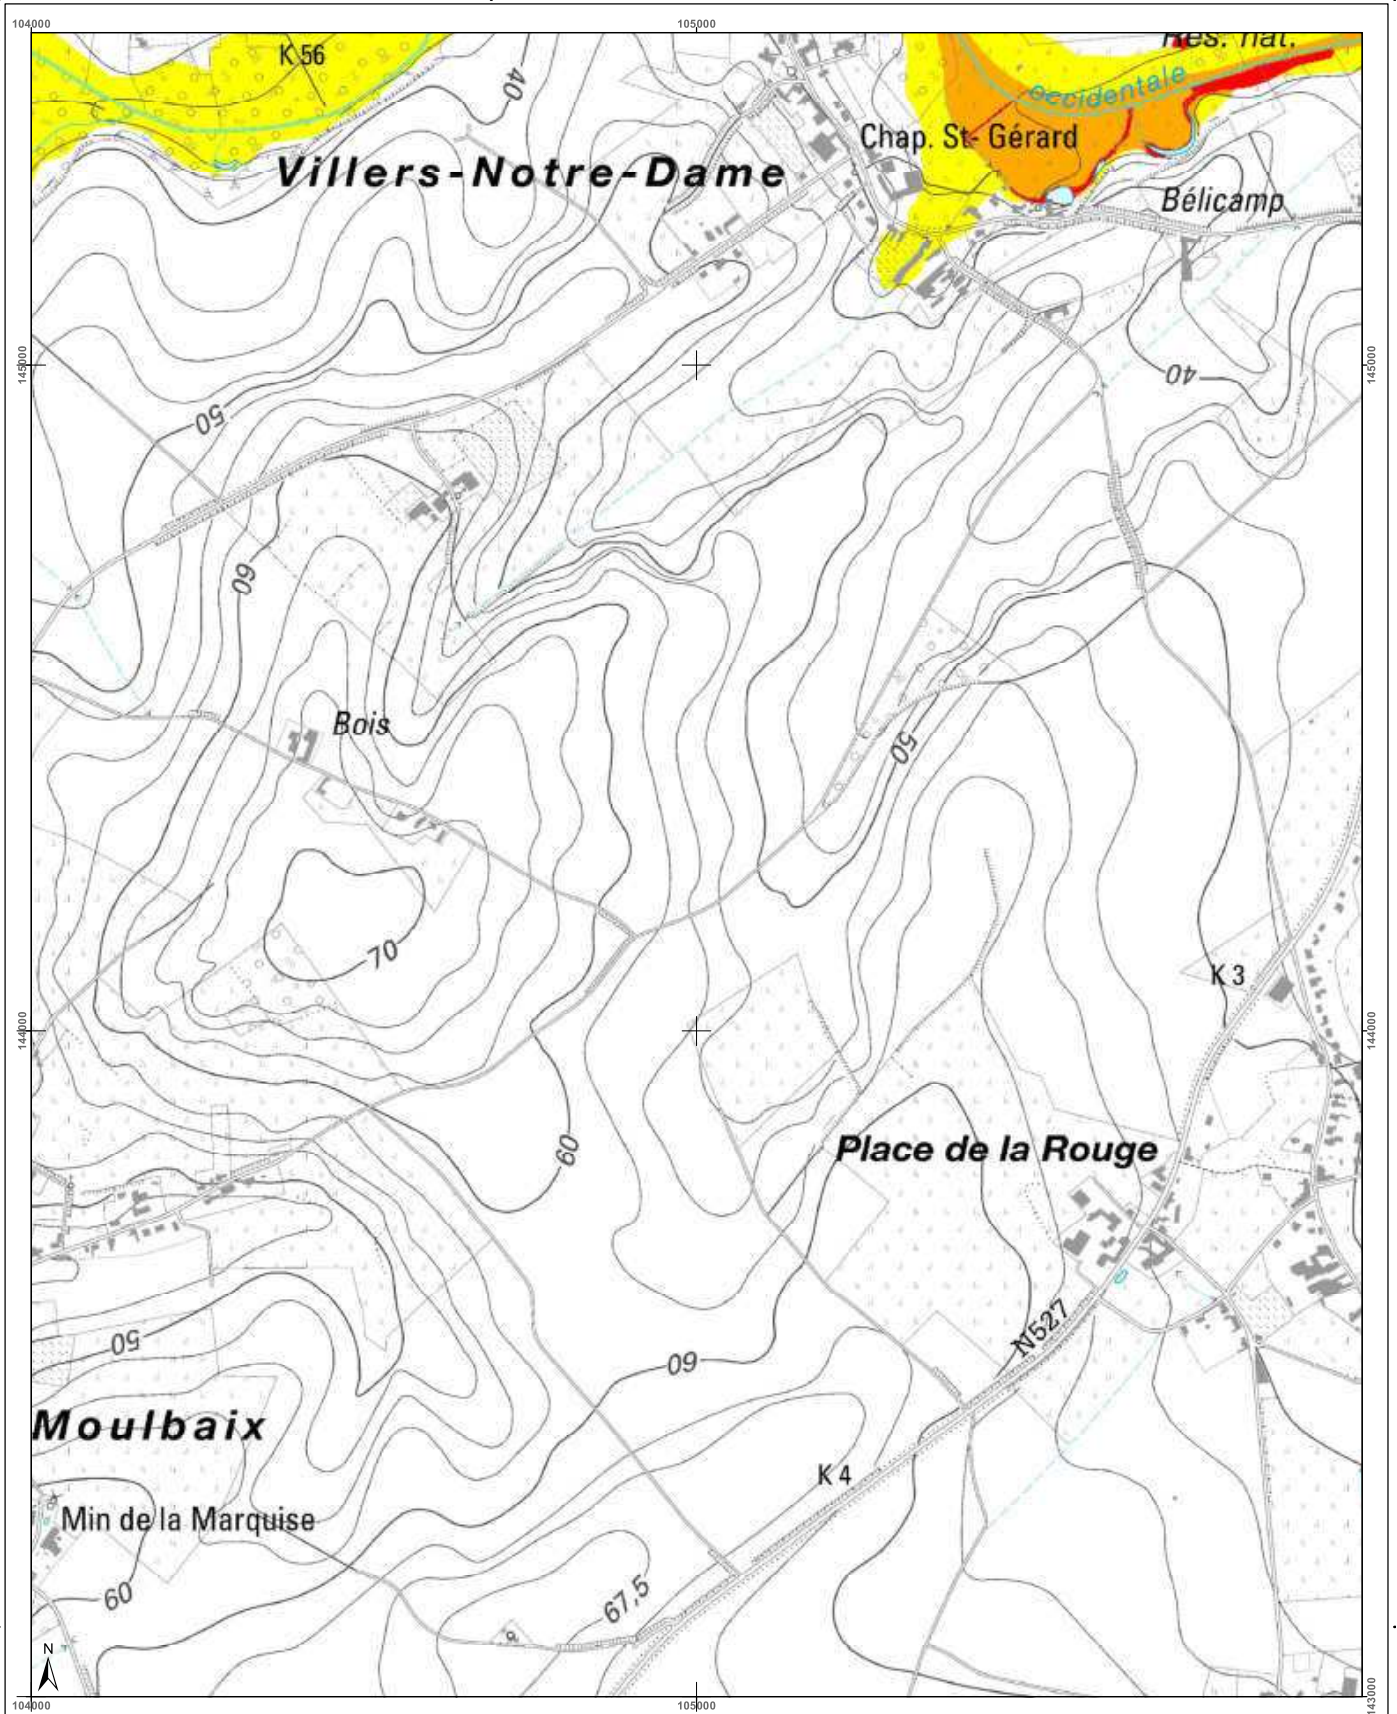 104000
105000
Res. nat.
K 56
40
occidentale
Chap. St- Gérard
Villers-Notre-Dame
Bélicamp
145000
145000
40
50
60
Bois
50
70
K 3
144000
144000
60
Place de la Rouge
N527
50
60
Moulbaix
K 4
Min de la Marquise
60
67,5
N
104000
105000
143000